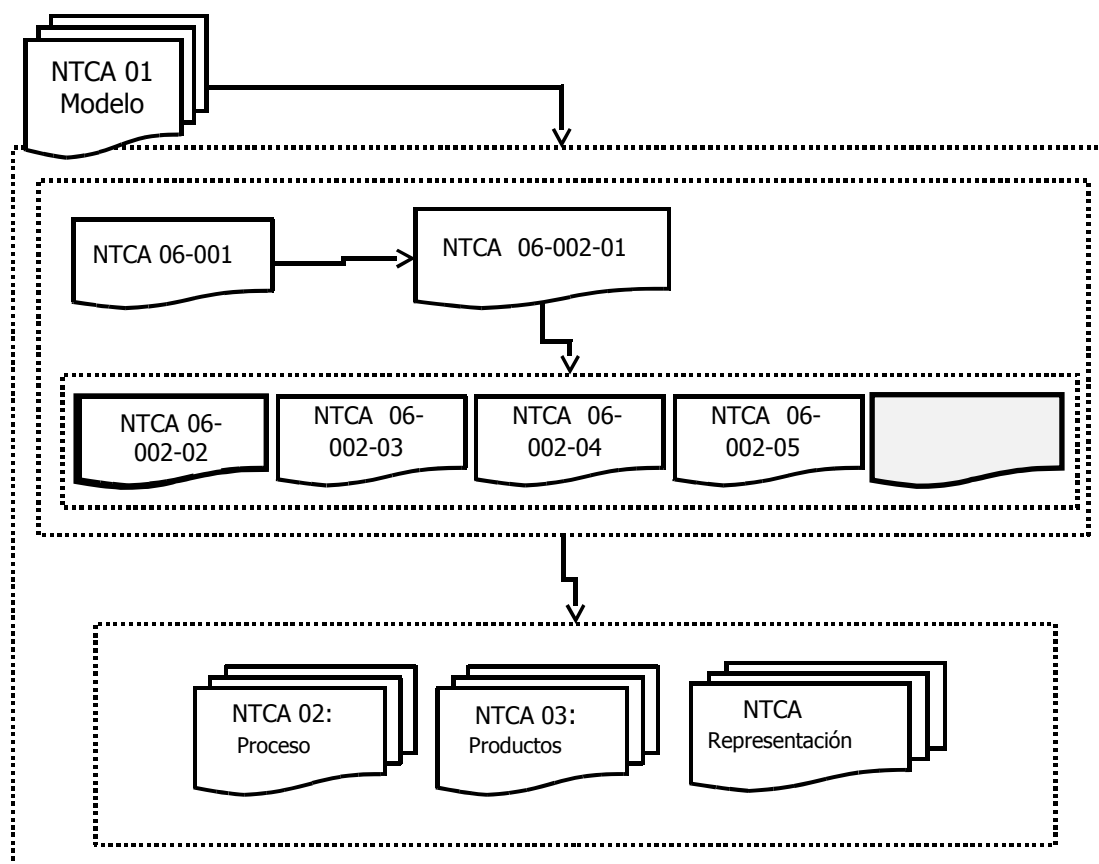 NTCA 01
Modelo
NTCA 06-001
NTCA 06-002-01
NTCA 06-
002-02
NTCA 06-
002-03
NTCA 06-
002-04
NTCA 06-
002-05
NTCA 02:
Proceso
NTCA 03:
Productos
NTCA
Representación